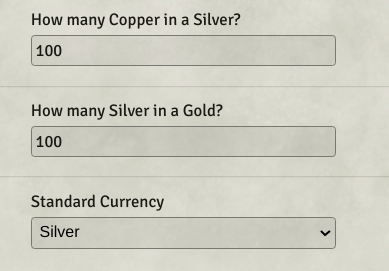 How many Copper in a Silver?
100
How many Silver in a Gold?
100
Standard Currency
Silver